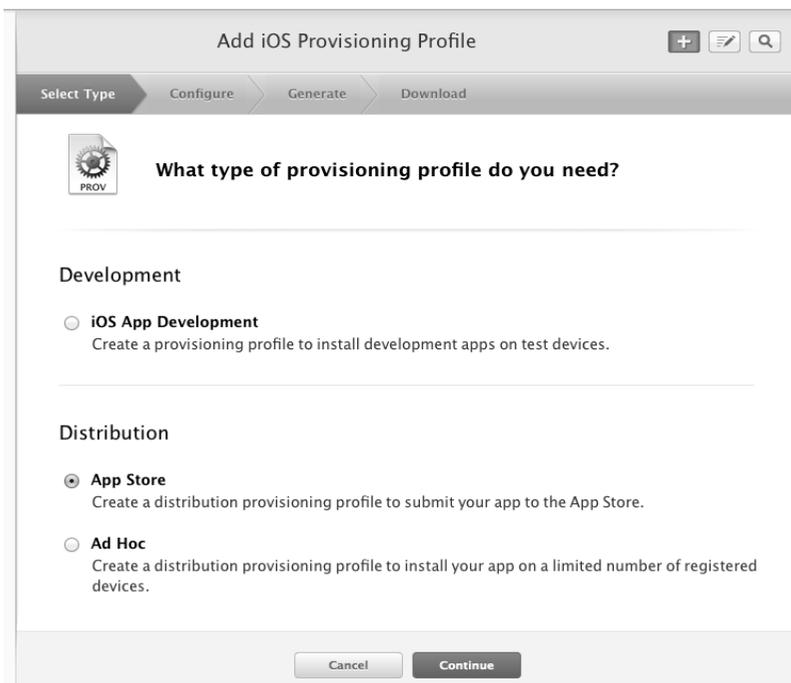 Add iOS Provisioning Profile
Select Type
Configure
Generate
Download
PROV
What type of provisioning profile do you need?
Development
iOS App Development
Create a provisioning profile to install development apps on test devices.
Distribution
App Store
Create a distribution provisioning profile to submit your app to the App Store.
Ad Hoc
Create a distribution provisioning profile to install your app on a limited number of registered
devices.
Cancel
Continue